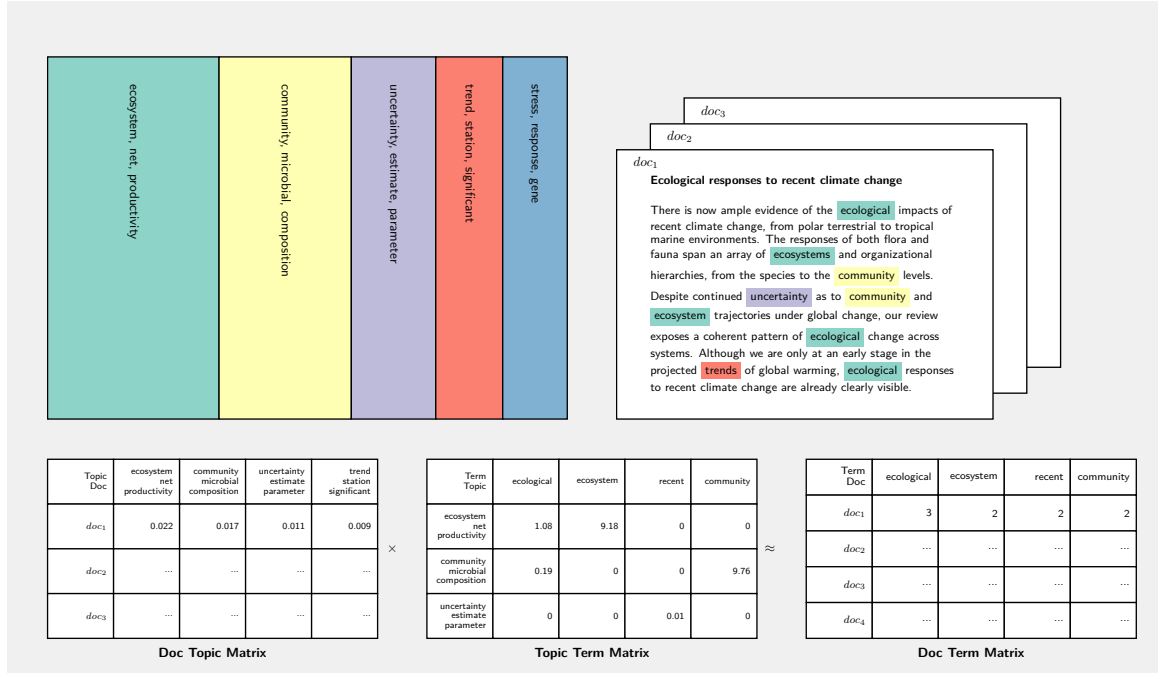 ecosystem, net, productivity
community, microbial, composition
uncertainty, estimate, parameter
trend, station, significant
stress, response, gene
doc3
doc2
doc1
Ecological responses to recent climate change
There is now ample evidence of the ecological impacts of
recent climate change, from polar terrestrial to tropical
marine environments. The responses of both flora and
fauna span an array of ecosystems and organizational
hierarchies, from the species to the community levels.
Despite continued uncertainty as to community and
ecosystem trajectories under global change, our review
exposes a coherent pattern of ecological change across
systems. Although we are only at an early stage in the
projected trends of global warming, ecological responses
to recent climate change are already clearly visible.
Topic
Doc
ecosystem
net
productivity
community
microbial
composition
uncertainty
estimate
parameter
trend
station
significant
doc1 0.022 0.017 0.011 0.009
doc2 ... ... ... ...
doc3 ... ... ... ...
Doc Topic Matrix
×
Term
Topic
ecological ecosystem recent community
ecosystem
net
productivity
1.08 9.18 0 0
community
microbial
composition
0.19 0 0 9.76
uncertainty
estimate
parameter
0 0 0.01 0
Topic Term Matrix
≈
Term
Doc
ecological ecosystem recent community
doc1 3 2 2 2
doc2 ... ... ... ...
doc3 ... ... ... ...
doc4 ... ... ... ...
Doc Term Matrix